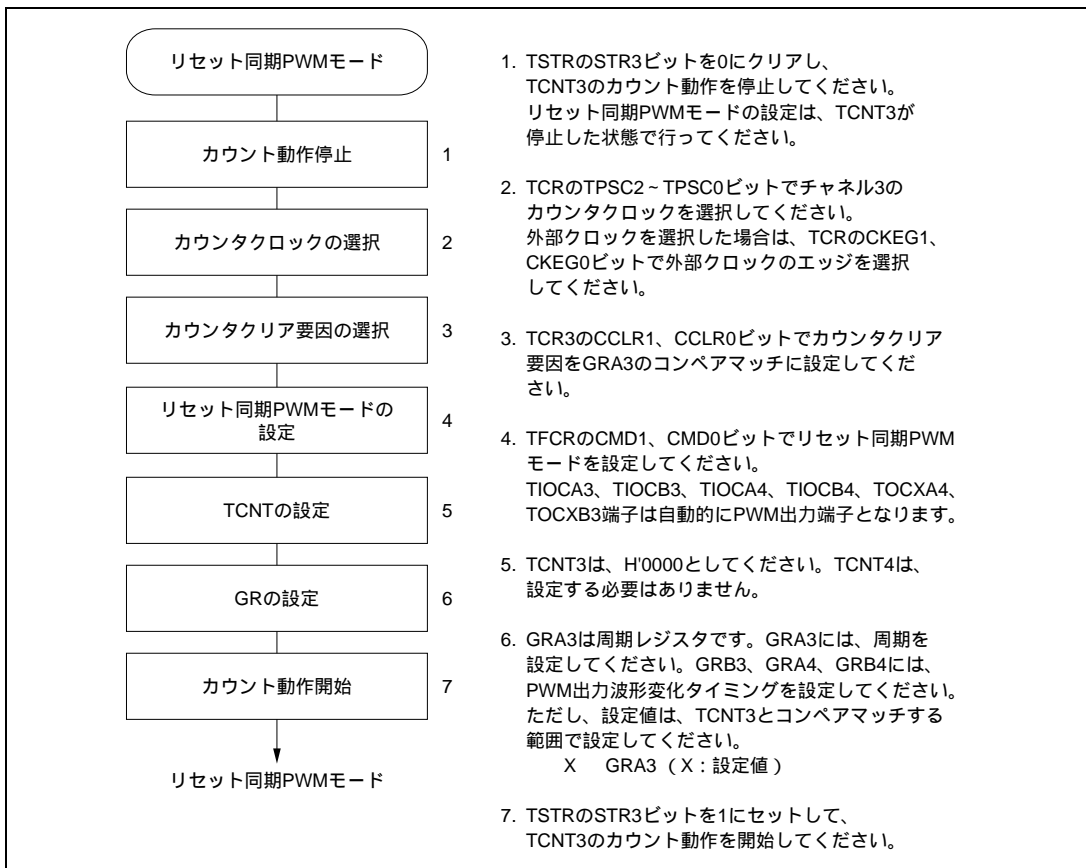 リセット同期PWMモード
カウント動作停止
1
カウンタクロックの選択
2
カウンタクリア要因の選択
3
リセット同期PWMモードの
設定
4
TCNTの設定
5
GRの設定
6
カウント動作開始
7
リセット同期PWMモード
1. TSTRのSTR3ビットを0にクリアし、
TCNT3のカウント動作を停止してください。
リセット同期PWMモードの設定は、TCNT3が
停止した状態で行ってください。
2. TCRのTPSC2～TPSC0ビットでチャネル3の
カウンタクロックを選択してください。
外部クロックを選択した場合は、TCRのCKEG1、
CKEG0ビットで外部クロックのエッジを選択
してください。
3. TCR3のCCLR1、CCLR0ビットでカウンタクリア
要因をGRA3のコンペアマッチに設定してくだ
さい。
4. TFCRのCMD1、CMD0ビットでリセット同期PWM
モードを設定してください。
TIOCA3、TIOCB3、TIOCA4、TIOCB4、TOCXA4、
TOCXB3端子は自動的にPWM出力端子となります。
5. TCNT3は、H'0000としてください。TCNT4は、
設定する必要はありません。
6. GRA3は周期レジスタです。GRA3には、周期を
設定してください。GRB3、GRA4、GRB4には、
PWM出力波形変化タイミングを設定してください。
ただし、設定値は、TCNT3とコンペアマッチする
範囲で設定してください。
X GRA3（X：設定値）
7. TSTRのSTR3ビットを1にセットして、
TCNT3のカウント動作を開始してください。